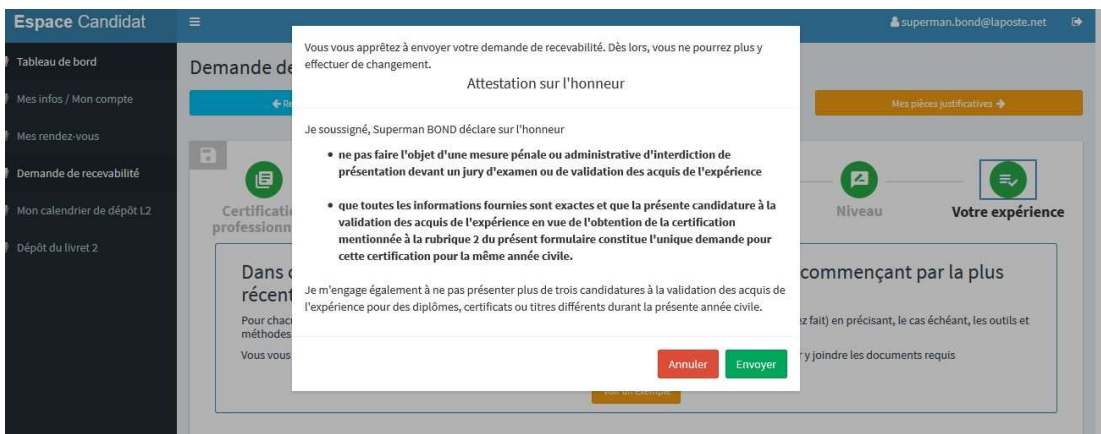 Espace Candidat
superman.bond@laposte.net
Tableau de bord
Mes infos / Mon compte
Mes rendez-vous
Demande de recevabilité
Mon calendrier de dépôt L2
Dépôt du livret 2
Demande de
Mes pièces justificatives
Vous vous apprêtez à envoyer votre demande de recevabilité. Dès lors, vous ne pourrez plus y
effectuer de changement.
Attestation sur l'honneur
Je soussigné, Superman BOND déclare sur l'honneur
• ne pas faire l'objet d'une mesure pénale ou administrative d'interdiction de
présentation devant un jury d'examen ou de validation des acquis de l'expérience
• que toutes les informations fournies sont exactes et que la présente candidature à la
validation des acquis de l'expérience en vue de l'obtention de la certification
mentionnée à la rubrique 2 du présent formulaire constitue l'unique demande pour
cette certification pour la même année civile.
Je m'engage également à ne pas présenter plus de trois candidatures à la validation des acquis de
l'expérience pour des diplômes, certificats ou titres différents durant la présente année civile.
Annuler
Envoyer
Niveau
Votre expérience
Dans
commençant par la plus
récent
Pour
fait) en précisant, le cas échéant, les outils et
méthodes
Vous vous
y joindre les documents requis
Voir un exemple